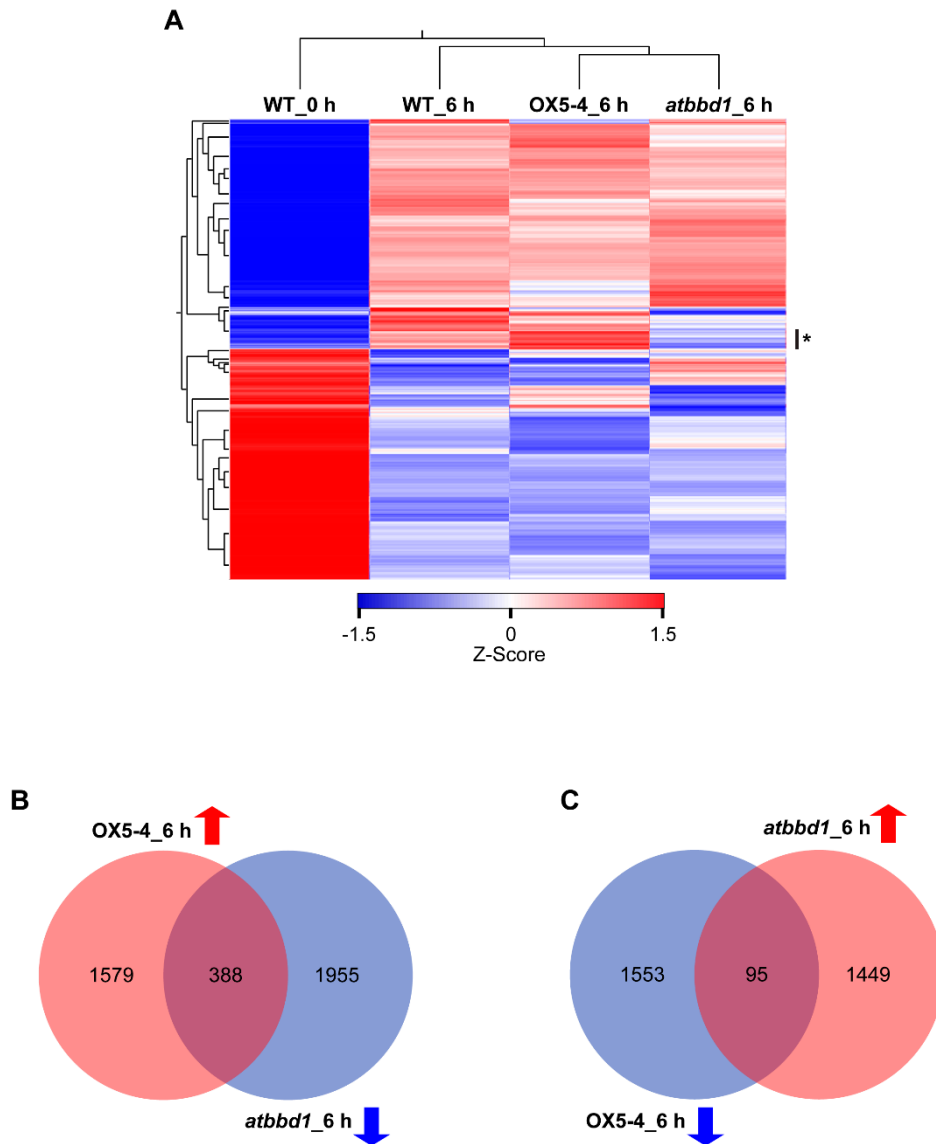 A
WT_0 h WT_6 h OX5-4_6 h atbbd1_6 h
*
-1.5 0 1.5
Z-Score
B
OX5-4_6 h
1579 388 1955
atbbd1_6 h
C
atbbd1_6 h
1553 95 1449
OX5-4_6 h